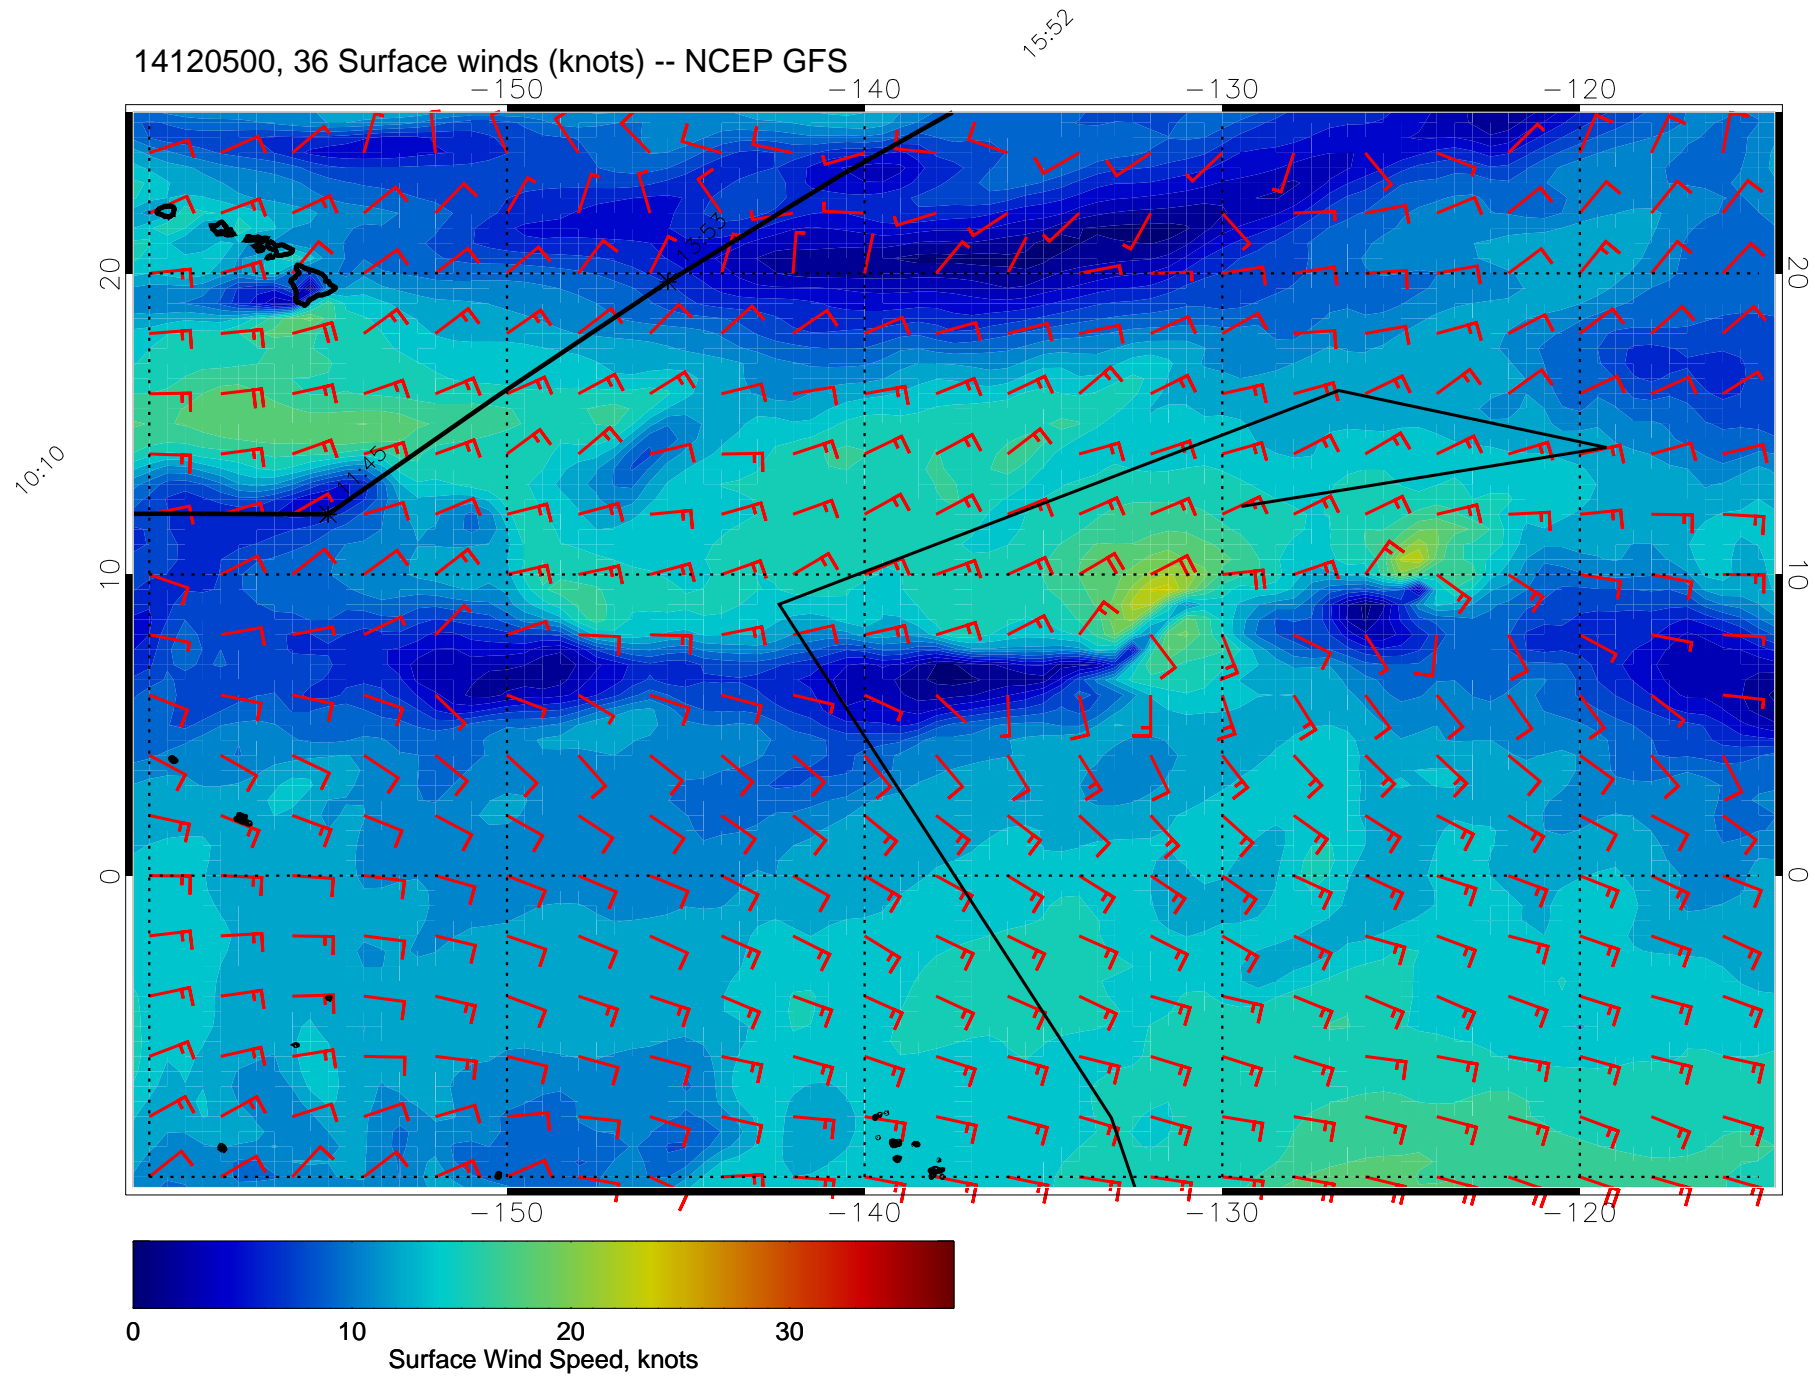 15:52
14120500, 36 Surface winds (knots) -- NCEP GFS
-150 -140 -130 -120
13:53
20 20
11:45
10:10
10 10
0 0
-150 -140 -130 -120
0 10 20 30
Surface Wind Speed, knots